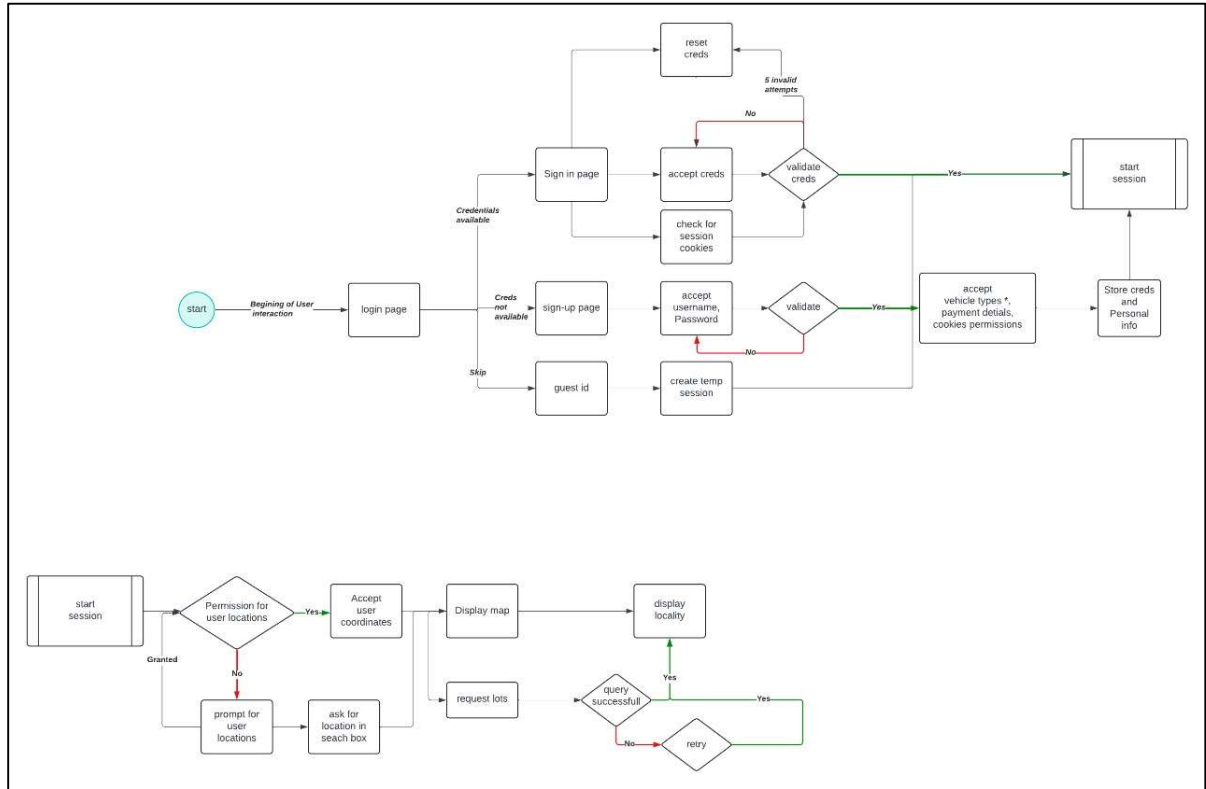 reset
creds
5 invalid
attempts
No
Sign in page
accept creds
validate
creds
Yes
start
session
Credentials
available
check for
session
cookies
start
Begining of User
interaction
login page
Creds
not
available
sign-up page
accept
username,
Password
validate
Yes
No
accept
vehicle types *,
payment detials,
cookies permissions
Store creds
and
Personal
info
Skip
guest id
create temp
session
start
session
Permission for
user locations
Yes
Accept
user
coordinates
Display map
display
locality
Granted
No
prompt for
user
locations
ask for
location in
seach box
request lots
query
successfull
Yes
Yes
No
retry